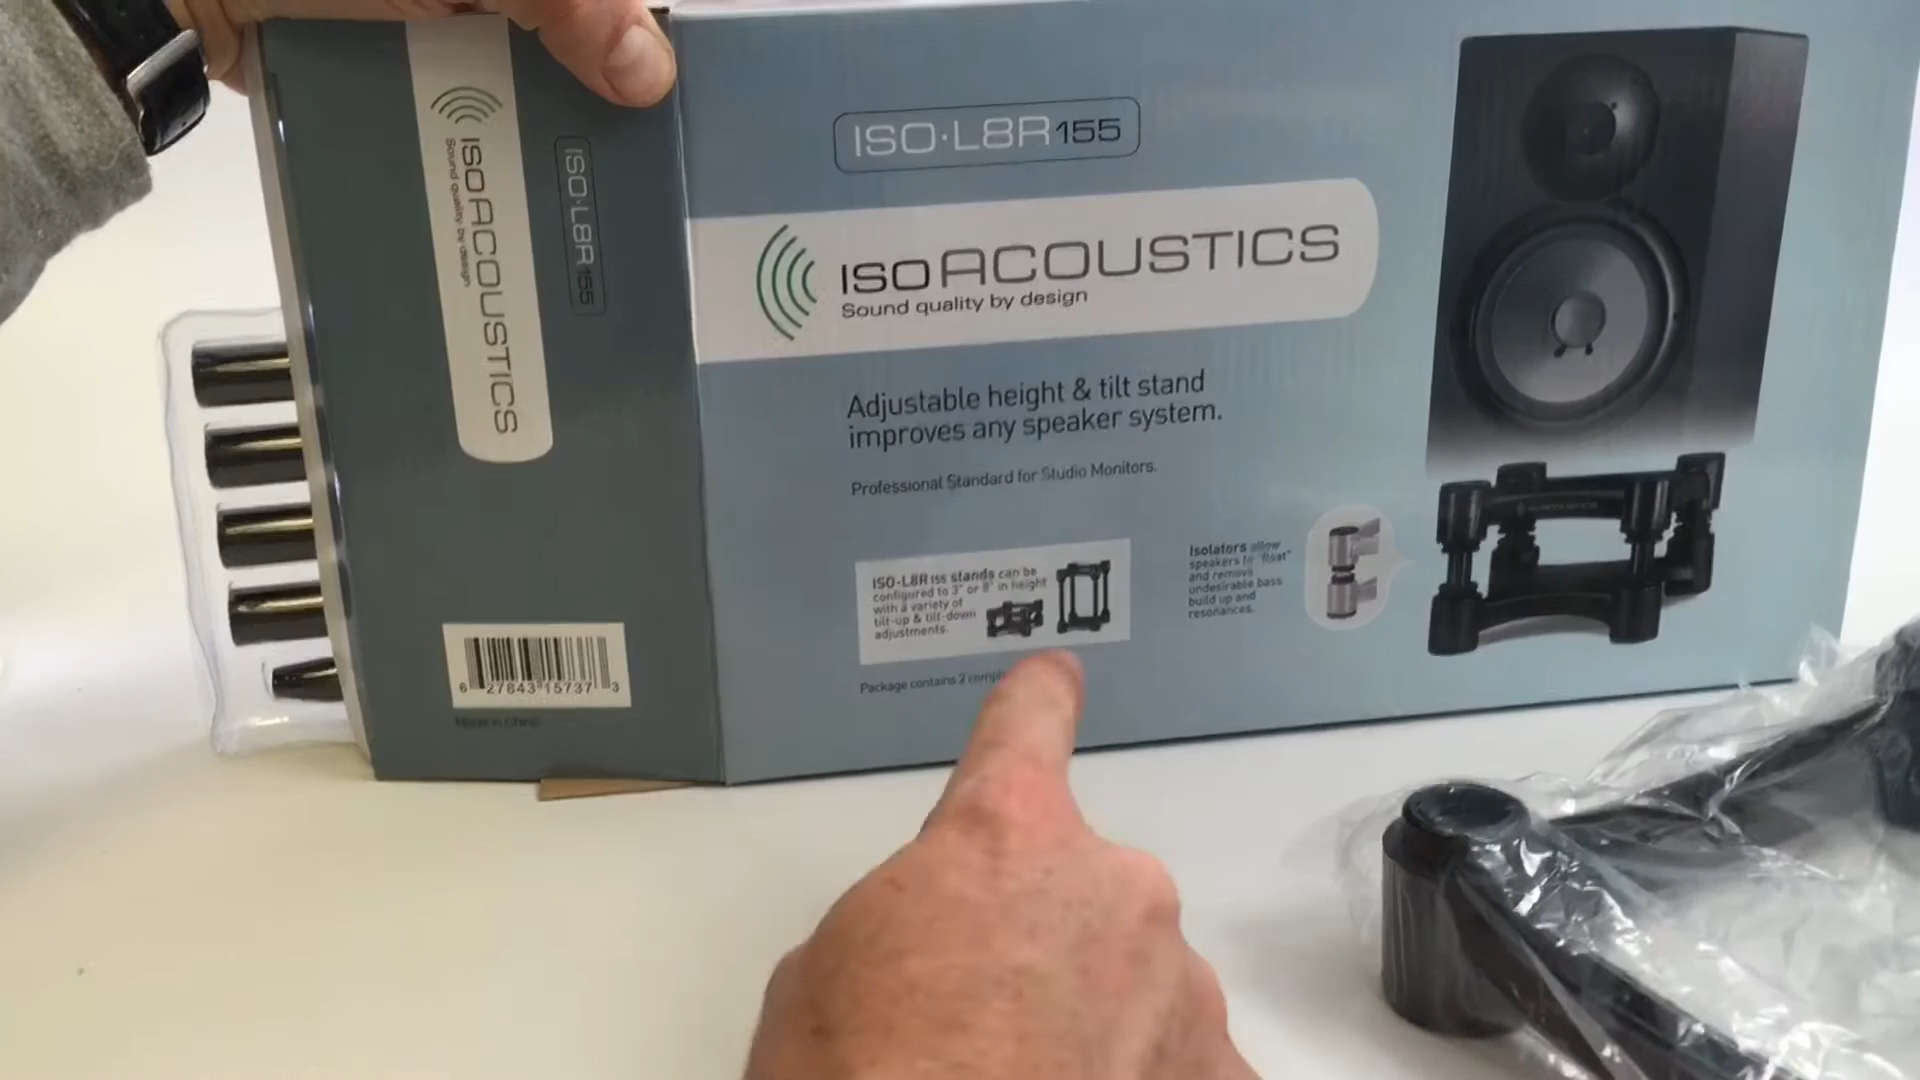 ISOACOUSTICS
Sound quality by design
ISO·L8R155
6 27843 15737 3
Made in China
ISO·L8R155
ISOACOUSTICS
Sound quality by design
Adjustable height & tilt stand
improves any speaker system.
Professional Standard for Studio Monitors.
ISO-L8R155 stands can be
configured to 3" or 8" in height
with a variety of
tilt-up & tilt-down
adjustments.
Package contains 2
Isolators allow
speakers to "float"
and remove
undesirable bass
build up and
resonances.
ISOACOUSTICS